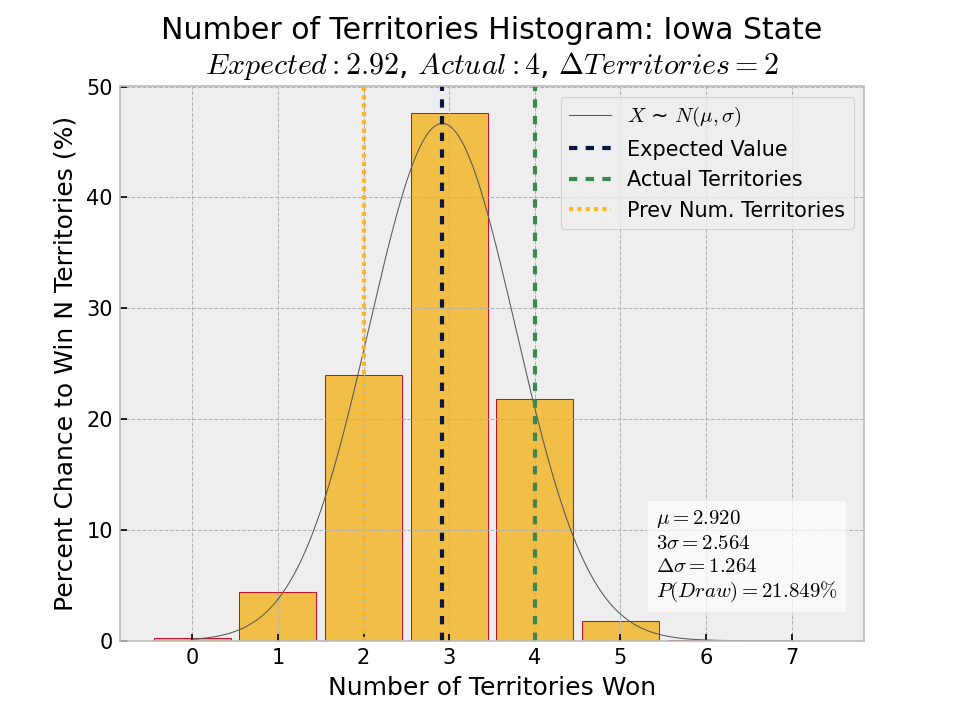 Number of Territories Histogram: Iowa State
Expected : 2.92, Actual : 4, ΔTerritories = 2
Percent Chance to Win N Territories (%)
50
40
30
20
10
0
X ~ N(μ, σ)
Expected Value
Actual Territories
Prev Num. Territories
μ = 2.920
3σ = 2.564
Δσ = 1.264
P(Draw) = 21.849%
0 1 2 3 4 5 6 7
Number of Territories Won